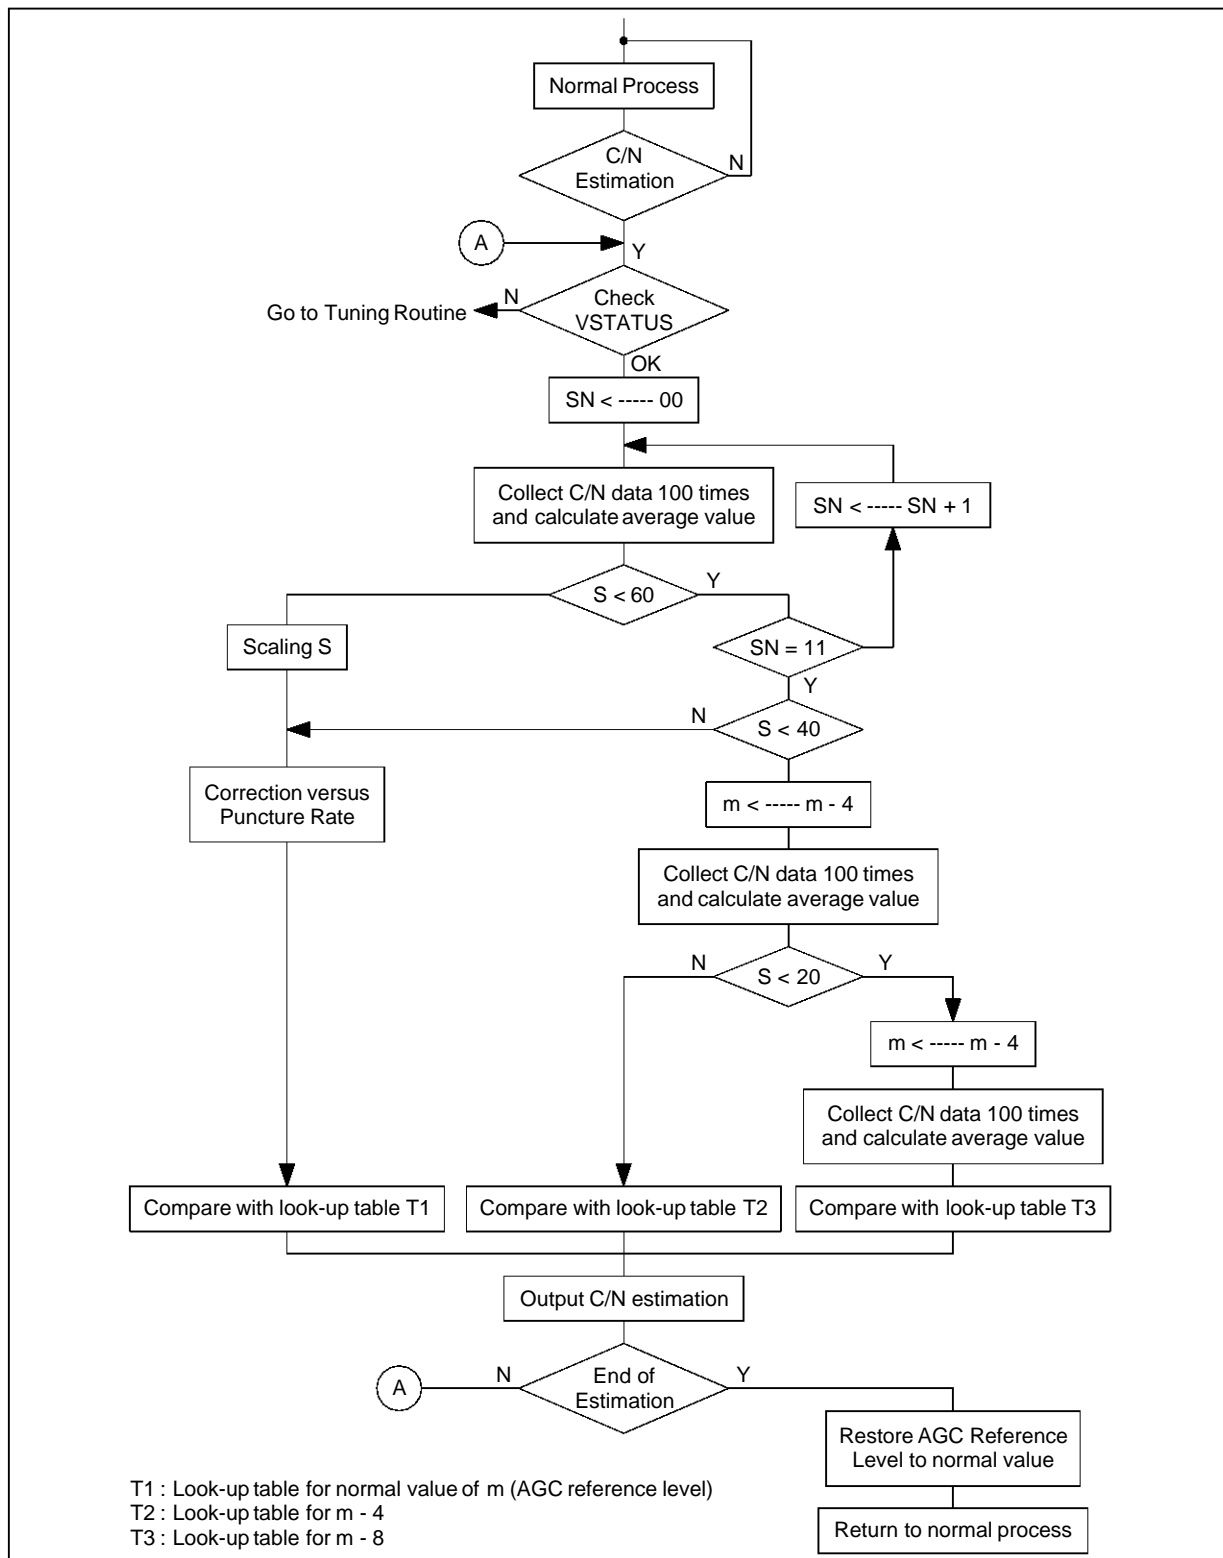 Normal Process
C/N
Estimation
N
A
Y
Check
VSTATUS
N
Go to Tuning Routine
OK
SN < ----- 00
Collect C/N data 100 times
and calculate average value
SN < ----- SN + 1
S < 60
Y
Scaling S
SN = 11
Y
N
S < 40
Correction versus
Puncture Rate
m < ----- m - 4
Collect C/N data 100 times
and calculate average value
N
S < 20
Y
m < ----- m - 4
Collect C/N data 100 times
and calculate average value
Compare with look-up table T1
Compare with look-up table T2
Compare with look-up table T3
Output C/N estimation
A
N
End of
Estimation
Y
Restore AGC Reference
Level to normal value
Return to normal process
T1 : Look-up table for normal value of m (AGC reference level)
T2 : Look-up table for m - 4
T3 : Look-up table for m - 8